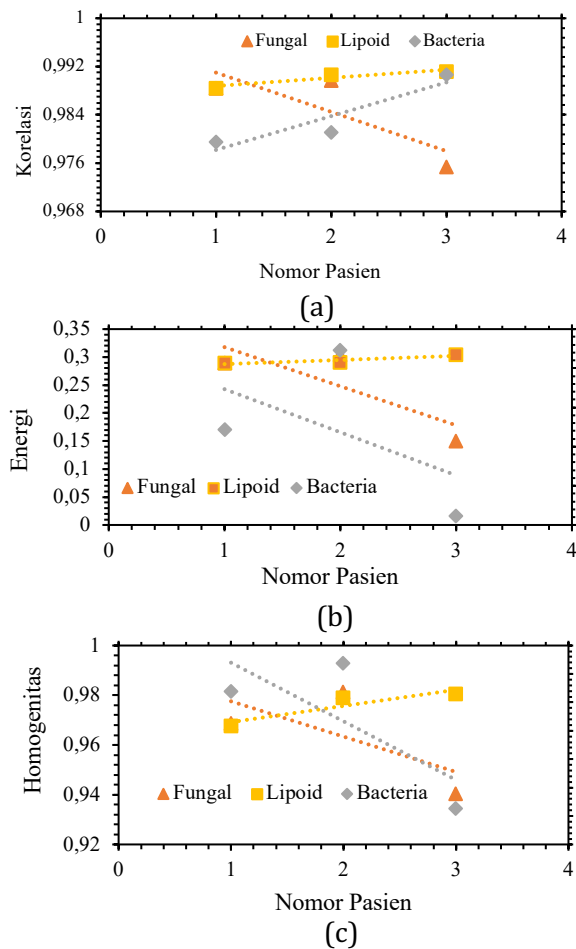 1
Fungal Lipoid Bacteria
0,992
0,984
0,976
0,968
Korelasi
0 1 2 3 4
Nomor Pasien
(a)
0,35
0,3
0,25
0,2
0,15
0,1
0,05
0
Energi
Fungal Lipoid Bacteria
0 1 2 3 4
Nomor Pasien
(b)
1
0,98
0,96
0,94
0,92
Homogenitas
Fungal Lipoid Bacteria
0 1 2 3 4
Nomor Pasien
(c)